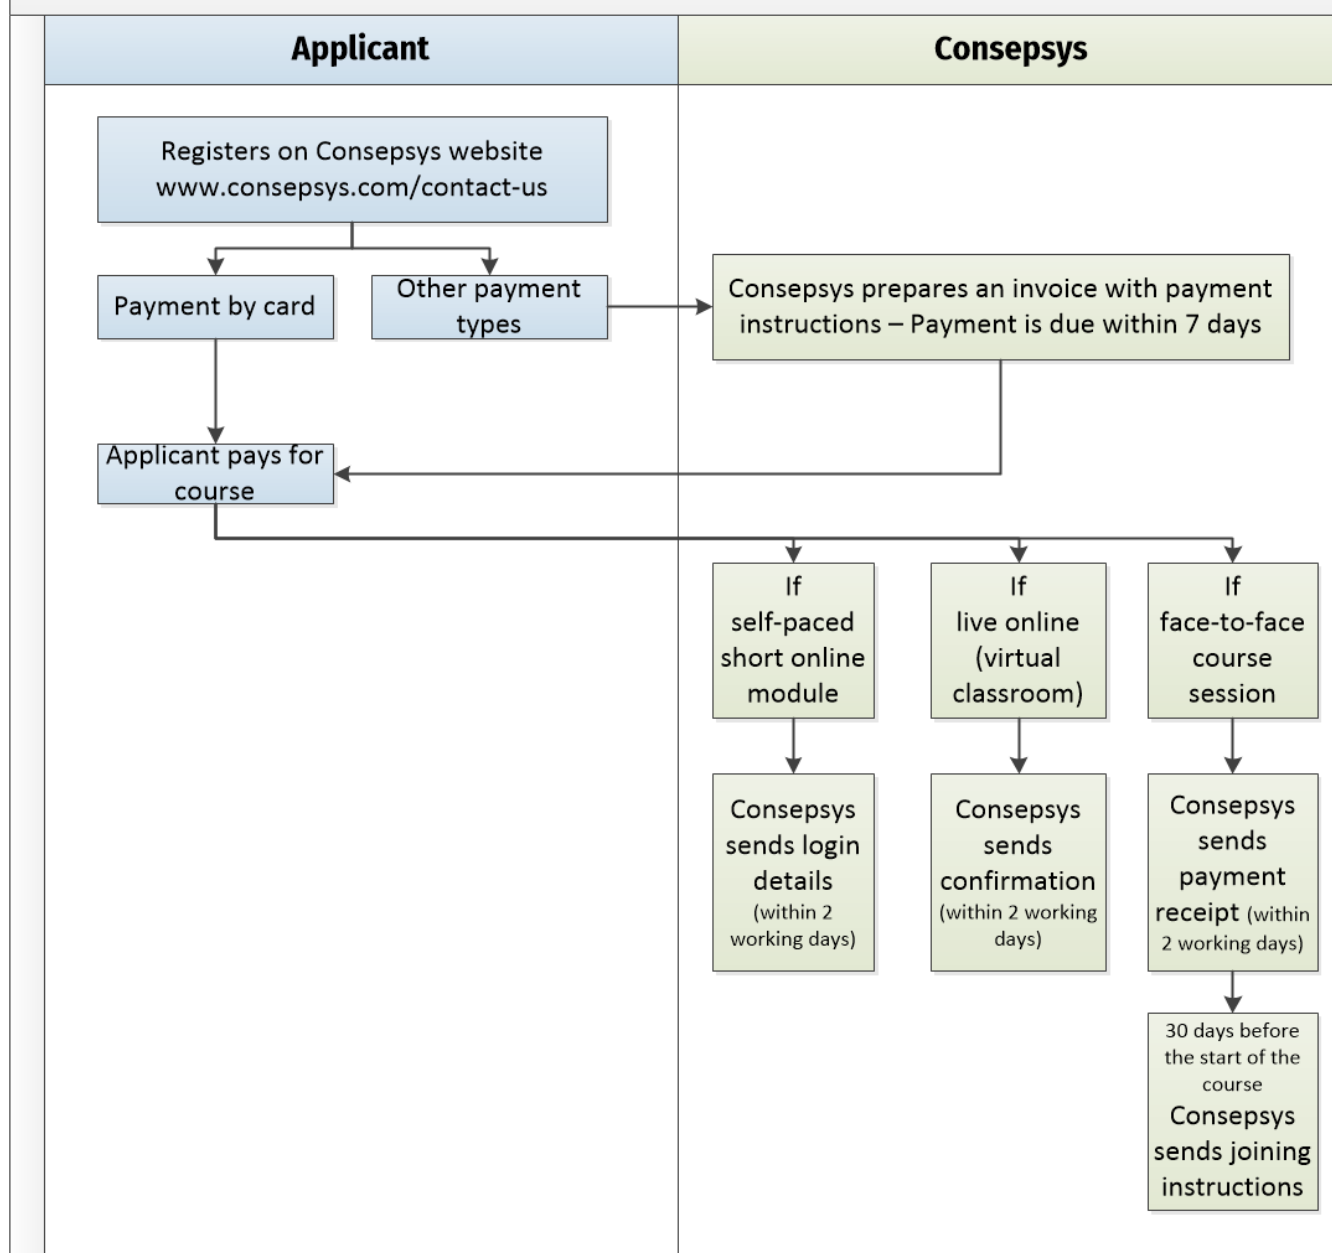 Applicant
Consepsys
Registers on Consepsys website
www.consepsys.com/contact-us
Payment by card
Other payment
types
Consepsys prepares an invoice with payment
instructions – Payment is due within 7 days
Applicant pays for
course
If
self-paced
short online
module
If
live online
(virtual
classroom)
If
face-to-face
course
session
Consepsys
sends login
details
(within 2
working days)
Consepsys
sends
confirmation
(within 2 working
days)
Consepsys
sends
payment
receipt (within
2 working days)
30 days before
the start of the
course
Consepsys
sends joining
instructions